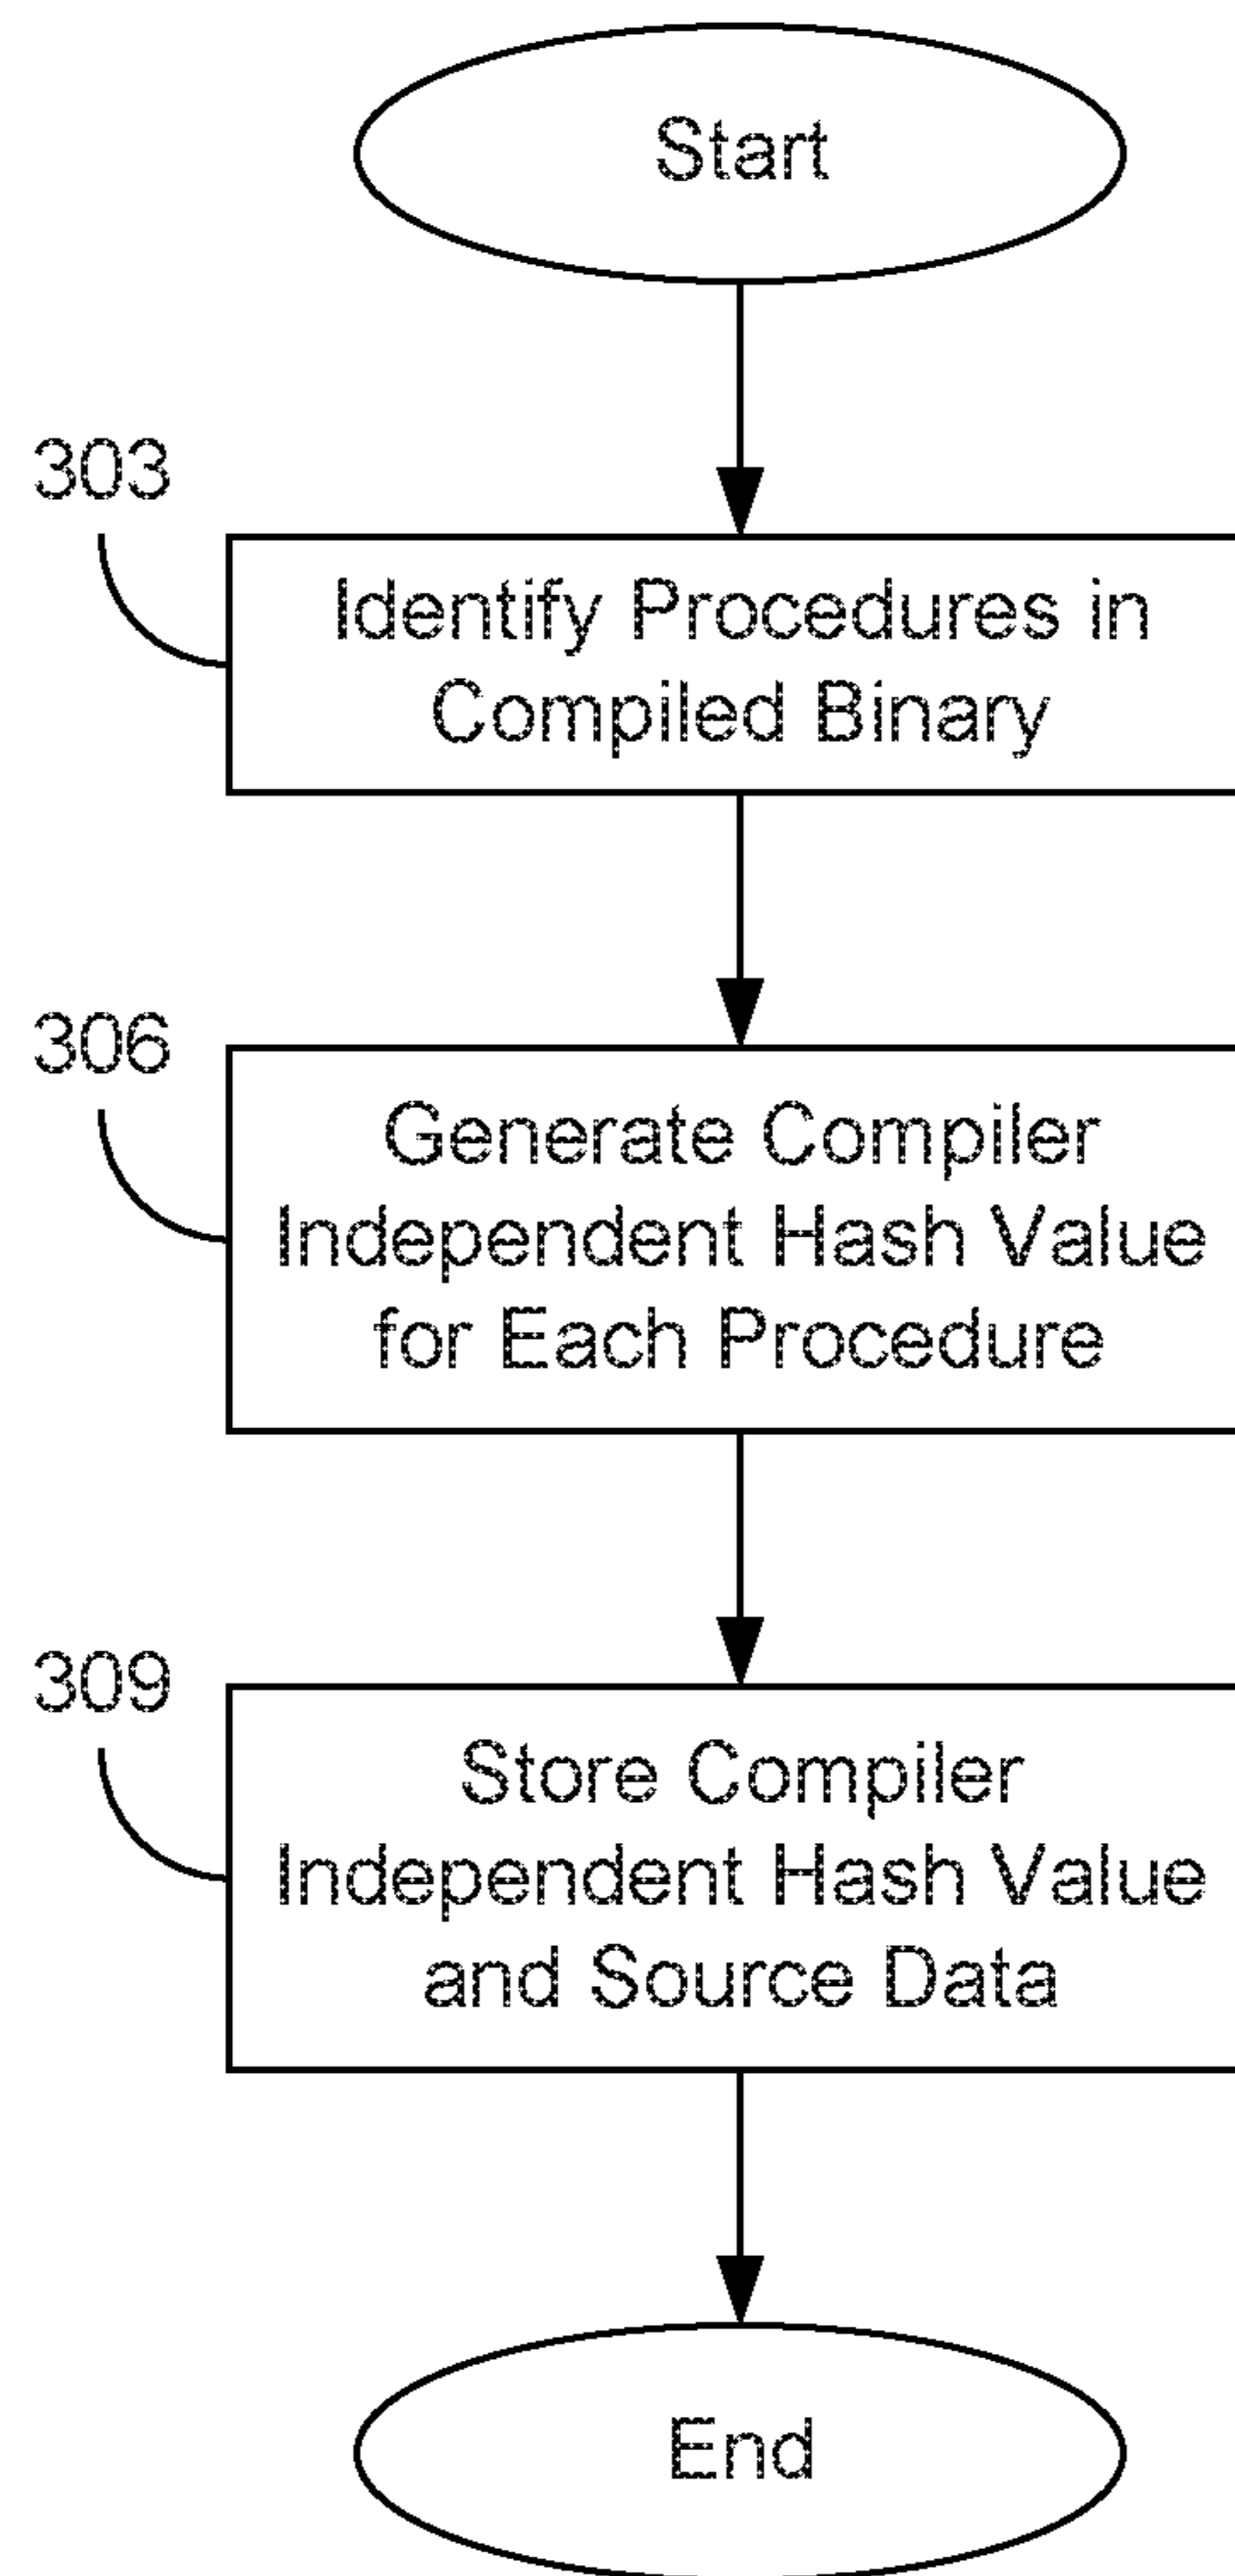 Start
303
Identify Procedures in
Compiled Binary
306
Generate Compiler
Independent Hash Value
for Each Procedure
309
Store Compiler
Independent Hash Value
and Source Data
End